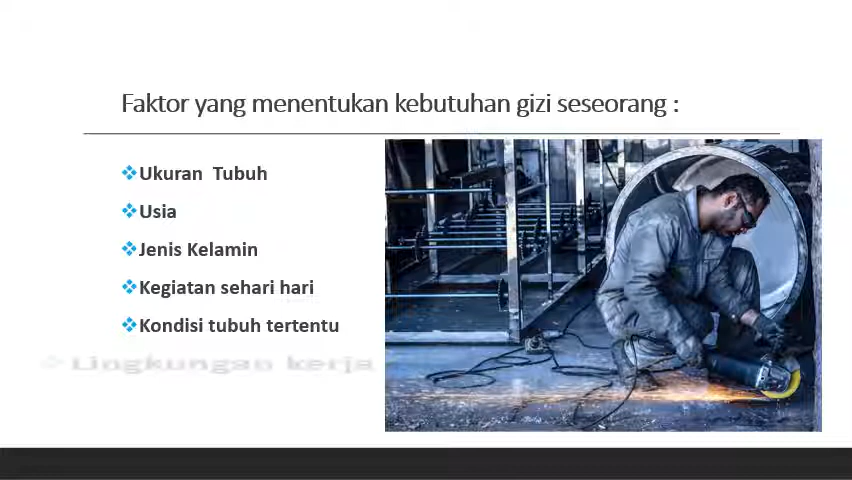 Faktor yang menentukan kebutuhan gizi seseorang :
Ukuran Tubuh
Usia
Jenis Kelamin
Kegiatan sehari hari
Kondisi tubuh tertentu
Lingkungan kerja